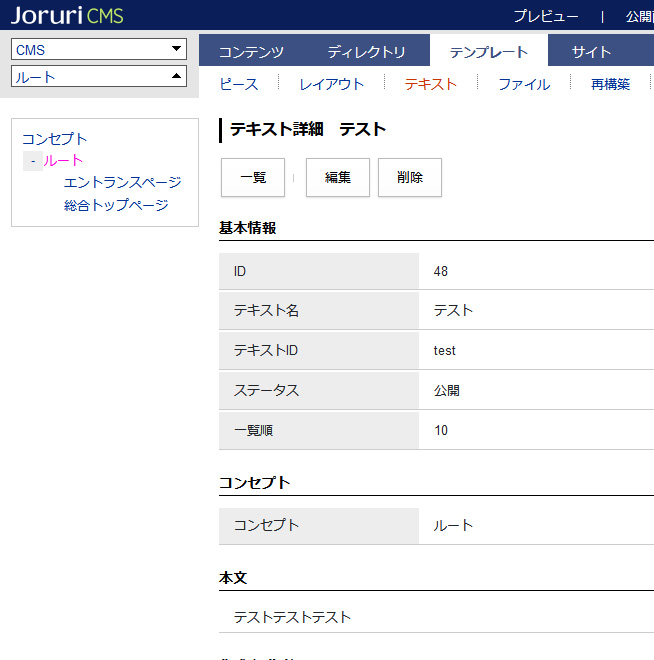 Joruri CMS
プレビュー | 公開
CMS
ルート
コンテンツ ディレクトリ テンプレート サイト
ピース レイアウト テキスト ファイル 再構築
コンセプト
- ルート
エントランスページ
総合トップページ
テキスト詳細 テスト
一覧 編集 削除
基本情報
ID 48
テキスト名 テスト
テキストID test
ステータス 公開
一覧順 10
コンセプト
コンセプト ルート
本文
テストテストテスト